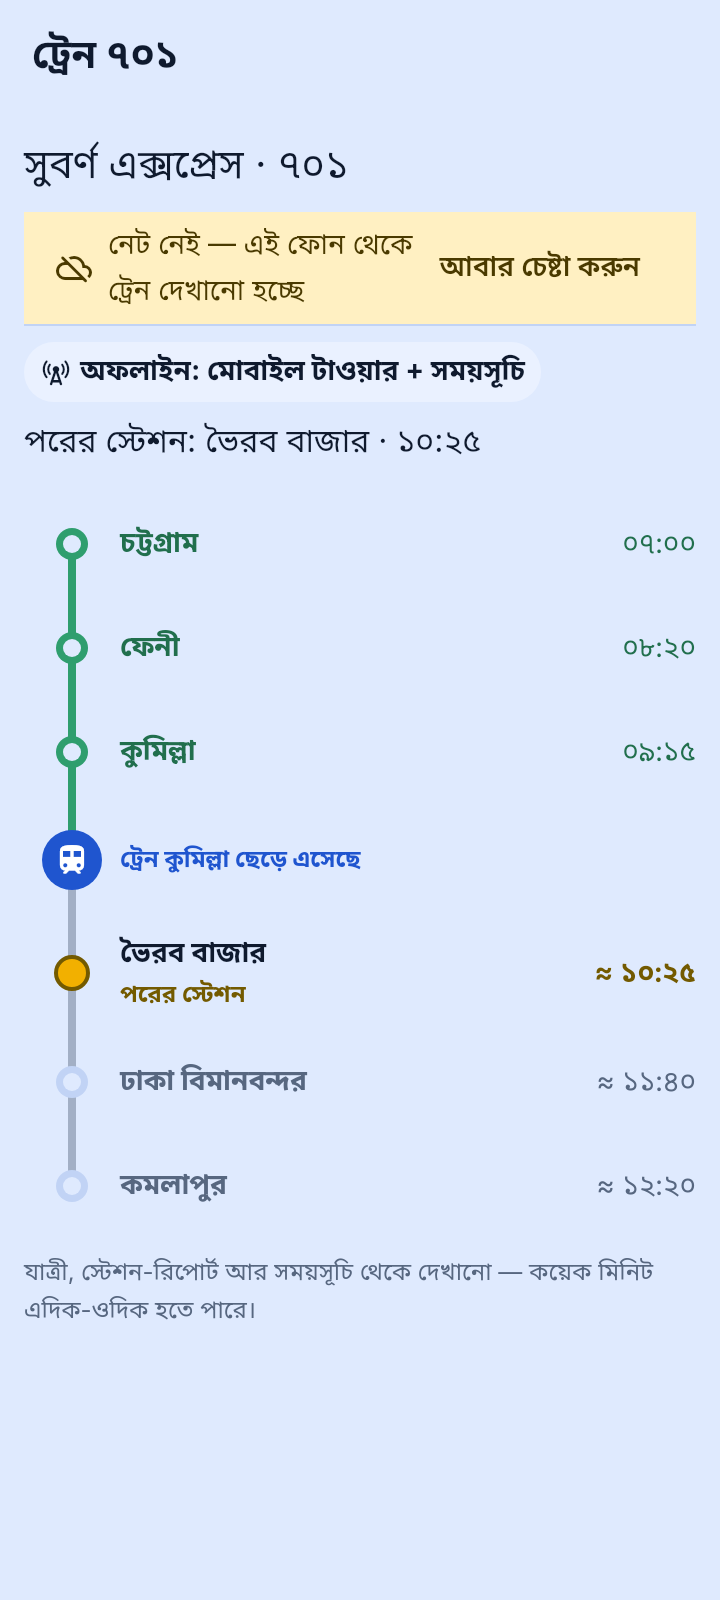 ট্রেন ৭০১
সুবর্ণ এক্সপ্রেস · ৭০১
নেট নেই — এই ফোন থেকে
ট্রেন দেখানো হচ্ছে
আবার চেষ্টা করুন
অফলাইন: মোবাইল টাওয়ার + সময়সূচি
পরের স্টেশন: ভৈরব বাজার · ১০:২৫
চট্টগ্রাম ০৭:০০
ফেনী ০৮:২০
কুমিল্লা ০৯:১৫
ট্রেন কুমিল্লা ছেড়ে এসেছে
ভৈরব বাজার ≈ ১০:২৫
পরের স্টেশন
ঢাকা বিমানবন্দর ≈ ১১:৪০
কমলাপুর ≈ ১২:২০
যাত্রী, স্টেশন-রিপোর্ট আর সময়সূচি থেকে দেখানো — কয়েক মিনিট
এদিক-ওদিক হতে পারে।